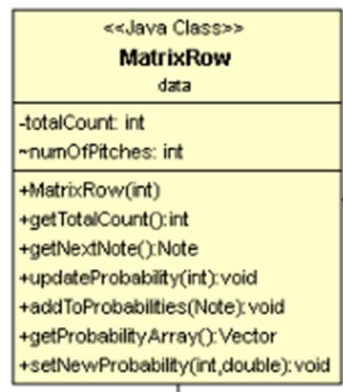 <<Java Class>>
MatrixRow
data
-totalCount: int
~numOfPitches: int
+MatrixRow(int)
+getTotalCount():int
+getNextNote():Note
+updateProbability(int):void
+addToProbabilities(Note):void
+getProbabilityArray():Vector
+setNewProbability(int,double):void